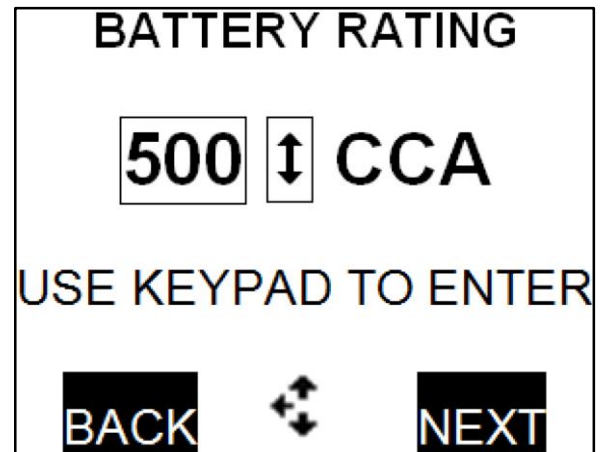 BATTERY RATING
500 CCA
USE KEYPAD TO ENTER
BACK NEXT